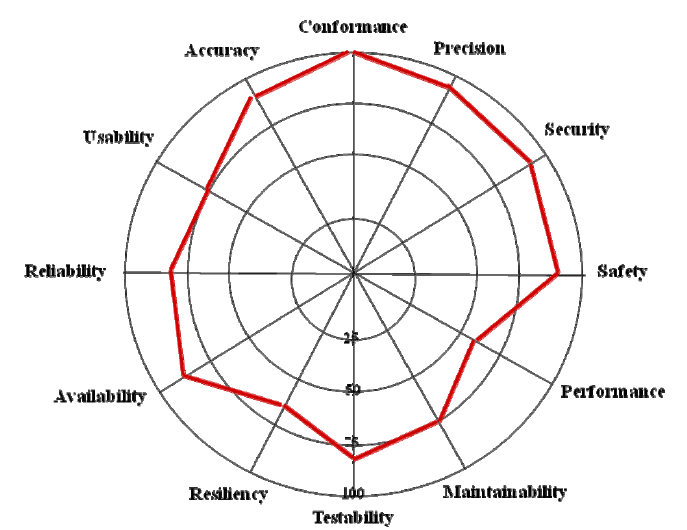 Conformance
Accuracy
Precision
Usability
Security
Reliability
Safety
25
Availability
50
Performance
75
Resiliency
100
Maintainability
Testability